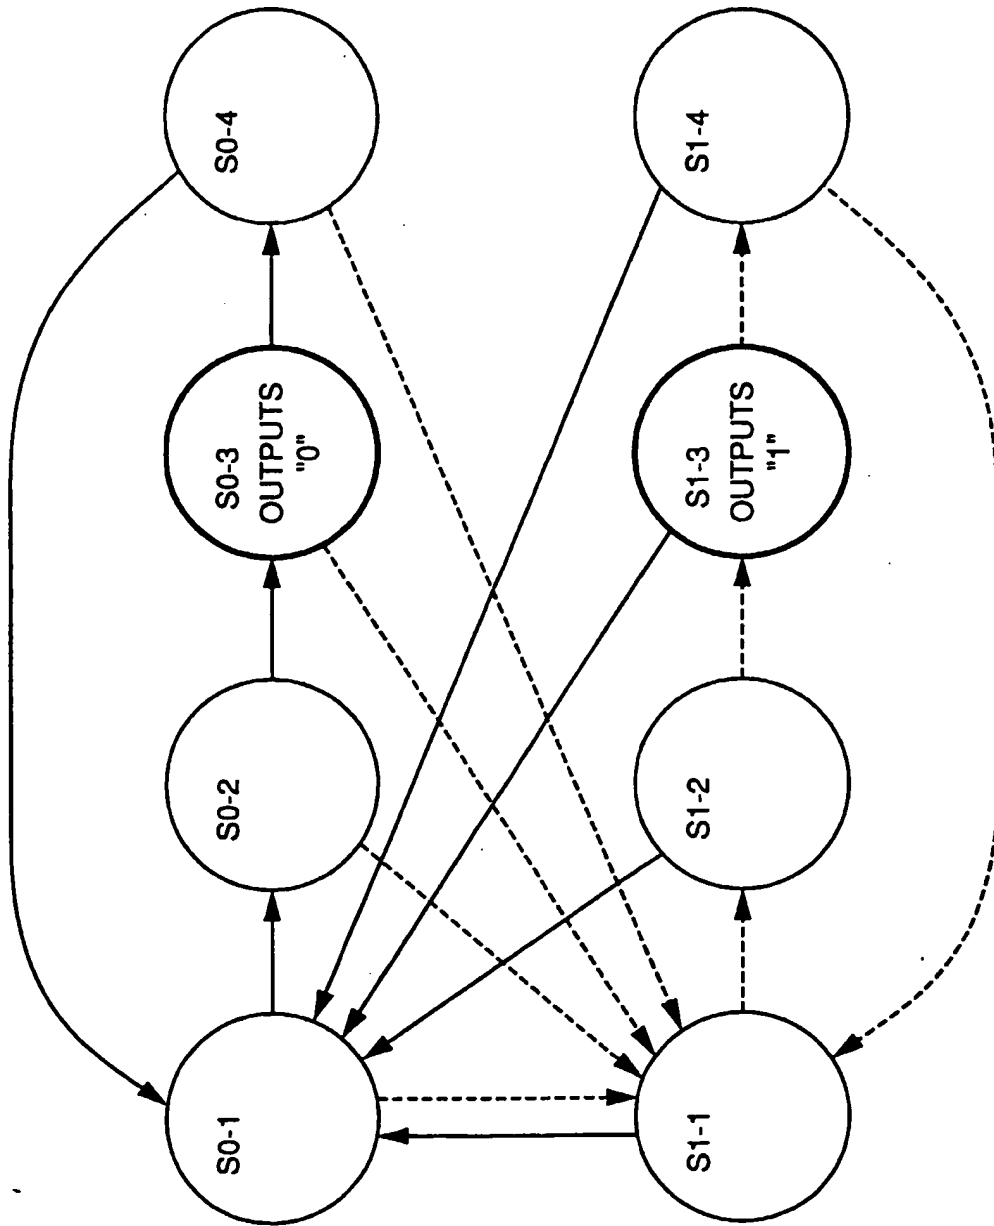 S0-1
S0-2
S0-3
OUTPUTS
"0"
S0-4
S1-1
S1-2
S1-3
OUTPUTS
"1"
S1-4